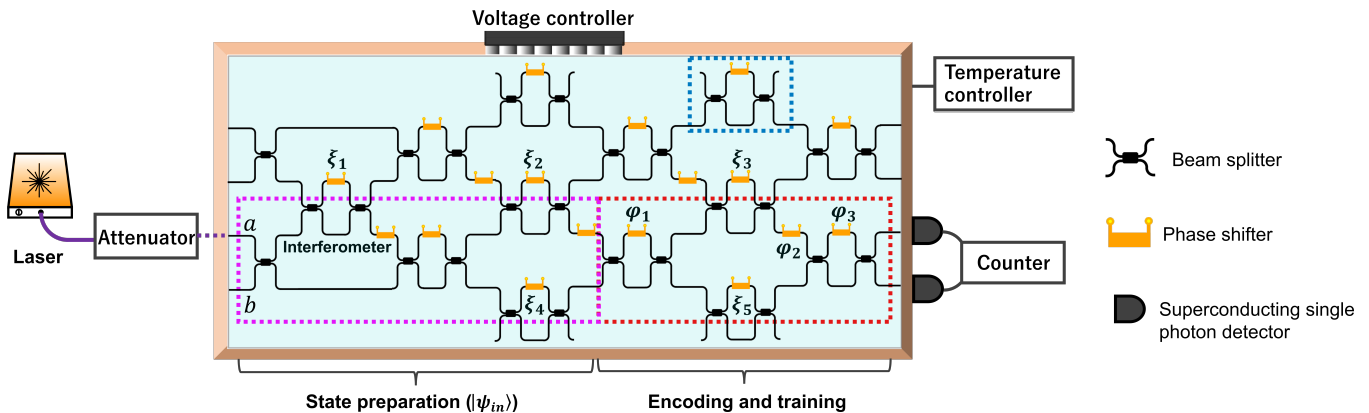 Voltage controller
Temperature
controller
Laser
Attenuator
a
b
Interferometer
ξ1
ξ2
ξ3
ξ4
ξ5
φ1
φ2
φ3
Counter
Beam splitter
Phase shifter
Superconducting single
photon detector
State preparation (|ψin⟩)
Encoding and training